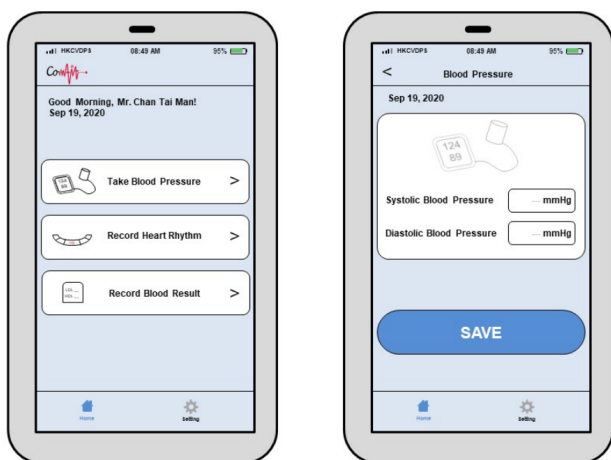 HKCVDPS 08:49 AM 95%
Good Morning, Mr. Chan Tai Man!
Sep 19, 2020
124
89
Take Blood Pressure >
Record Heart Rhythm >
Record Blood Result >
Home Setting
HKCVDPS 08:49 AM 95%
< Blood Pressure
Sep 19, 2020
124
89
Systolic Blood Pressure ... mmHg
Diastolic Blood Pressure ... mmHg
SAVE
Home Setting